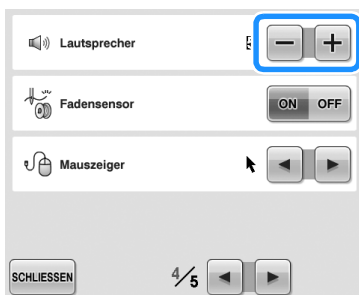 Lautsprecher
Fadensensor
ON OFF
Mauszeiger
SCHLIESSEN
4/5